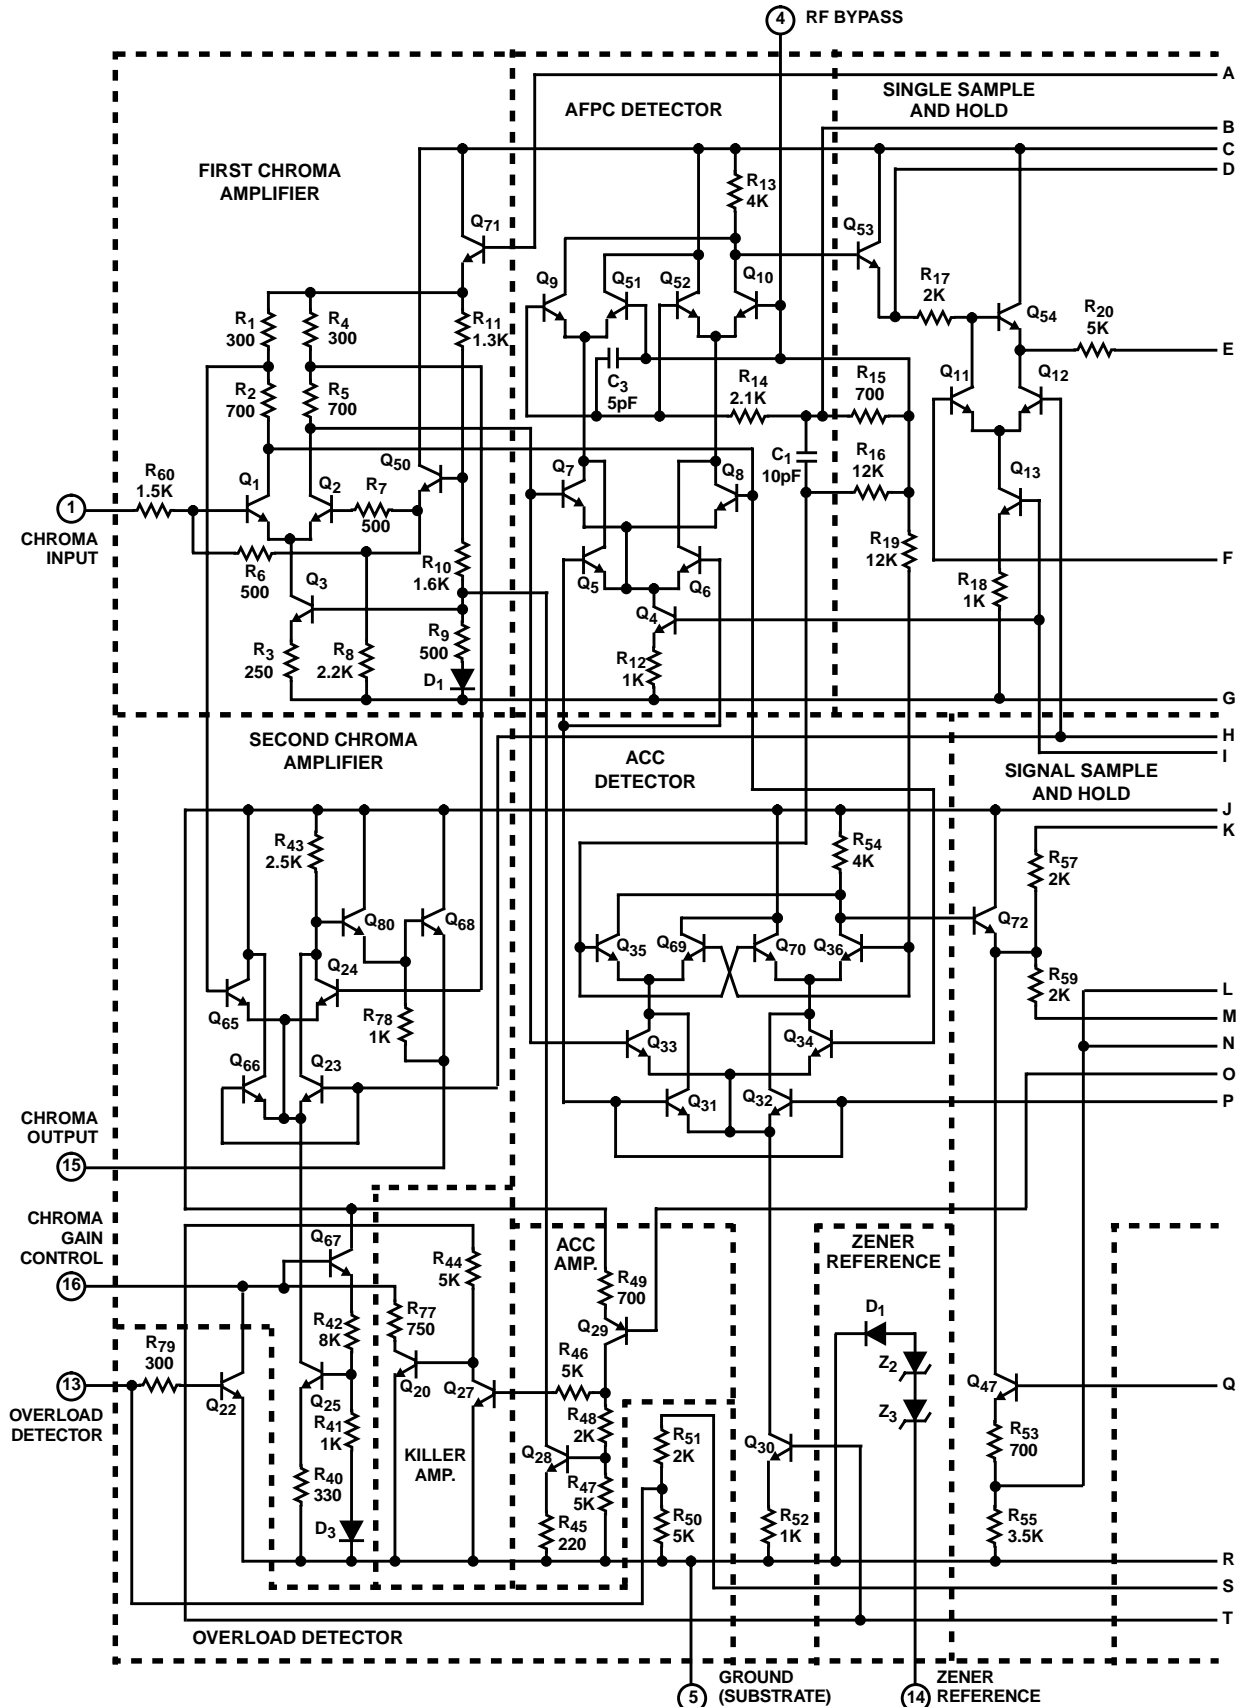 4 RF BYPASS
A
AFPC DETECTOR
SINGLE SAMPLE
AND HOLD
B
C
D
FIRST CHROMA
AMPLIFIER
R13
4K
Q71
Q53
Q9
Q51
Q52
Q10
R17
2K
Q54
R20
5K
E
R1
300
R4
300
R11
1.3K
C3
5pF
R14
2.1K
R15
700
Q11
Q12
R2
700
R5
700
R16
12K
C1
10pF
R60
1.5K
Q1
Q2
R7
500
Q50
Q7
Q8
Q13
1
CHROMA
INPUT
R6
500
R10
1.6K
R19
12K
F
Q3
Q5
Q6
R18
1K
Q4
R3
250
R8
2.2K
R9
500
D1
R12
1K
G
SECOND CHROMA
AMPLIFIER
ACC
DETECTOR
H
I
SIGNAL SAMPLE
AND HOLD
J
K
R43
2.5K
R54
4K
R57
2K
Q80
Q68
Q35
Q69
Q70
Q36
Q72
Q24
R59
2K
L
Q65
R78
1K
M
Q33
Q34
N
Q66
Q23
O
Q31
Q32
P
CHROMA
OUTPUT
15
CHROMA
GAIN
CONTROL
16
Q67
R44
5K
ACC
AMP.
ZENER
REFERENCE
R49
700
R77
750
D1
R42
8K
Q29
R79
300
R46
5K
Z2
13
OVERLOAD
DETECTOR
Q22
Q25
Q20
Q27
Z3
Q47
Q
R41
1K
R48
2K
R51
2K
KILLER
AMP.
Q28
Q30
R53
700
R40
330
R47
5K
D3
R45
220
R50
5K
R52
1K
R55
3.5K
R
S
T
OVERLOAD DETECTOR
5 GROUND
(SUBSTRATE)
14 ZENER
REFERENCE